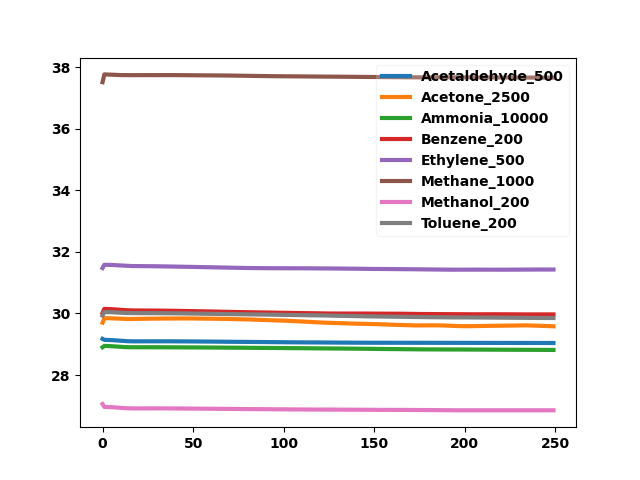 38
36
34
32
30
28
0
50
100
150
200
250
Acetaldehyde_500
Acetone_2500
Ammonia_10000
Benzene_200
Ethylene_500
Methane_1000
Methanol_200
Toluene_200